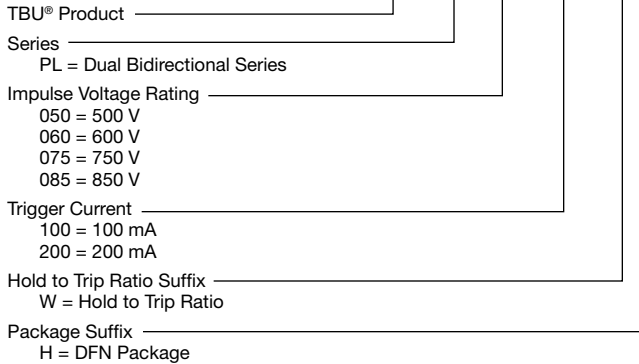 TBU® Product
Series
PL = Dual Bidirectional Series
Impulse Voltage Rating
050 = 500 V
060 = 600 V
075 = 750 V
085 = 850 V
Trigger Current
100 = 100 mA
200 = 200 mA
Hold to Trip Ratio Suffix
W = Hold to Trip Ratio
Package Suffix
H = DFN Package